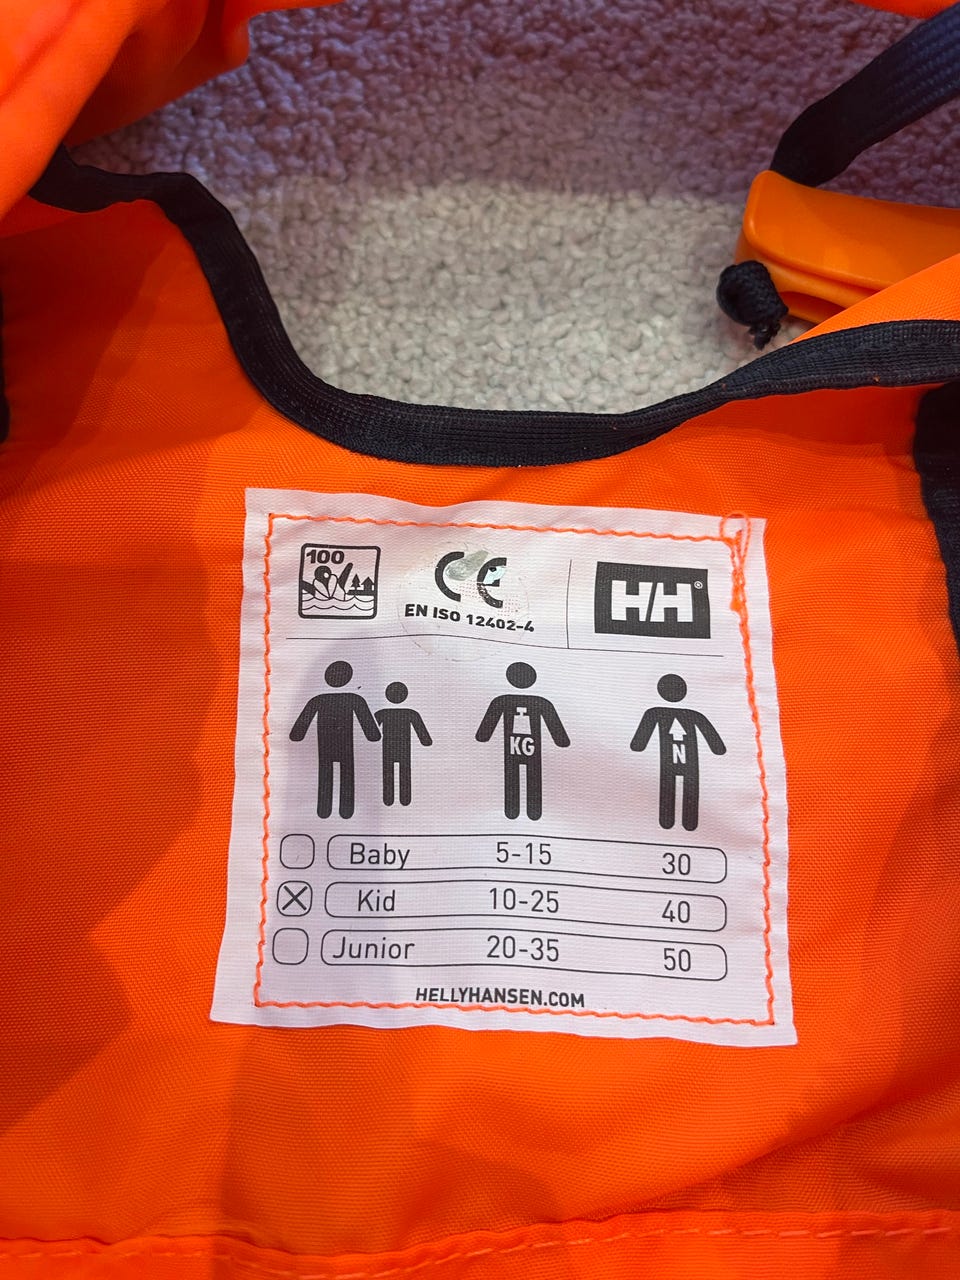 100
CE
EN ISO 12402-4
H/H®
KG
N
Baby 5-15 30
Kid 10-25 40
Junior 20-35 50
HELLYHANSEN.COM